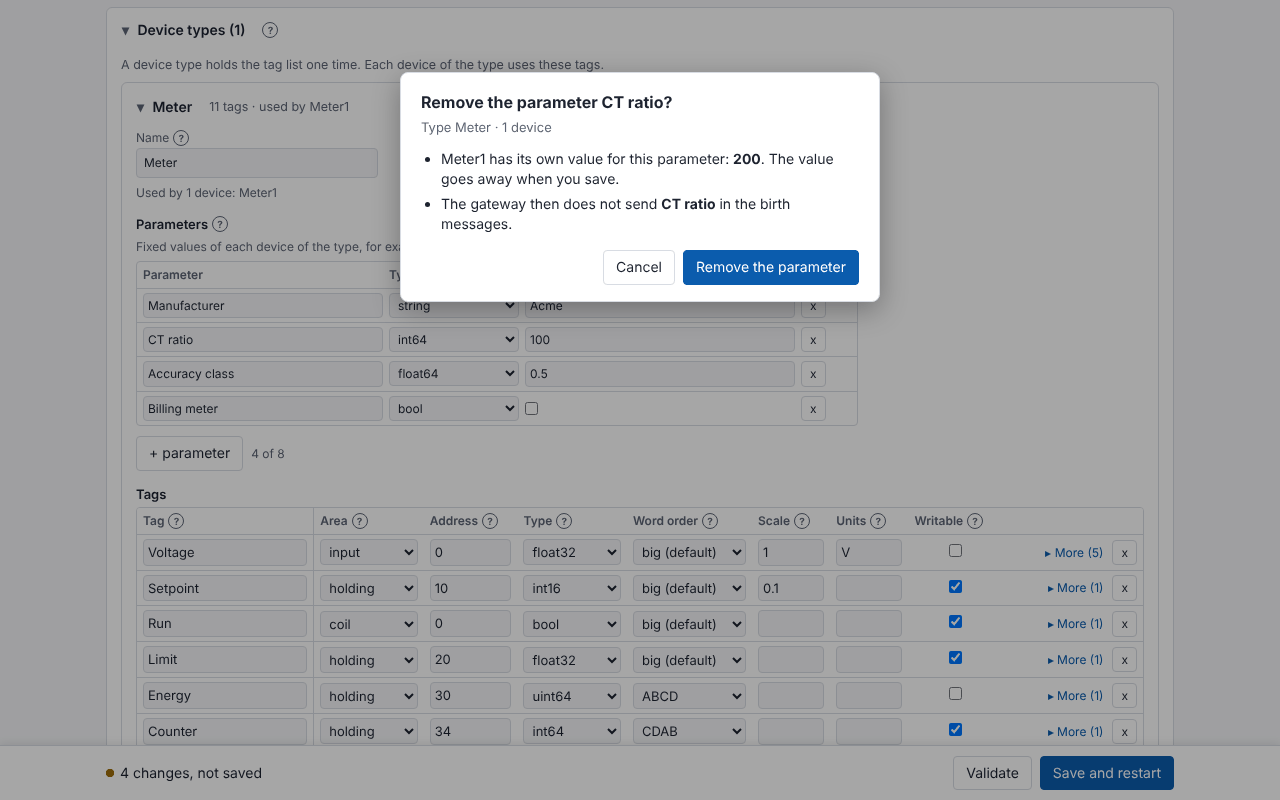 ▼ Device types (1) ?
A device type holds the tag list one time. Each device of the type uses these tags.
▼ Meter 11 tags · used by Meter1
Name ?
Meter
Used by 1 device: Meter1
Parameters ?
Fixed values of each device of the type, for exa
Remove the parameter CT ratio?
Type Meter · 1 device
• Meter1 has its own value for this parameter: 200. The value
goes away when you save.
• The gateway then does not send CT ratio in the birth
messages.
Cancel Remove the parameter
Parameter Ty
Manufacturer string Acme x
CT ratio int64 100 x
Accuracy class float64 0.5 x
Billing meter bool x
+ parameter 4 of 8
Tags
Tag ? Area ? Address ? Type ? Word order ? Scale ? Units ? Writable ?
Voltage input 0 float32 big (default) 1 V ▸ More (5) x
Setpoint holding 10 int16 big (default) 0.1 ▸ More (1) x
Run coil 0 bool big (default) ▸ More (1) x
Limit holding 20 float32 big (default) ▸ More (1) x
Energy holding 30 uint64 ABCD ▸ More (1) x
Counter holding 34 int64 CDAB ▸ More (1) x
4 changes, not saved Validate Save and restart